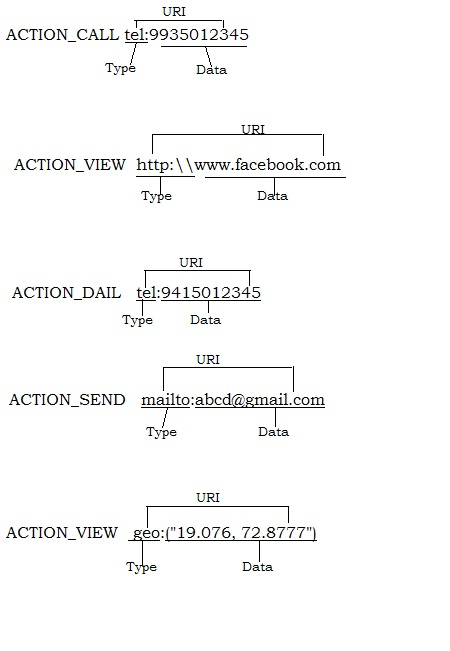 URI
ACTION_CALL tel:9935012345
Type Data
URI
ACTION_VIEW http:\\www.facebook.com
Type Data
URI
ACTION_DAIL tel:9415012345
Type Data
URI
ACTION_SEND mailto:abcd@gmail.com
Type Data
URI
ACTION_VIEW geo:("19.076, 72.8777")
Type Data